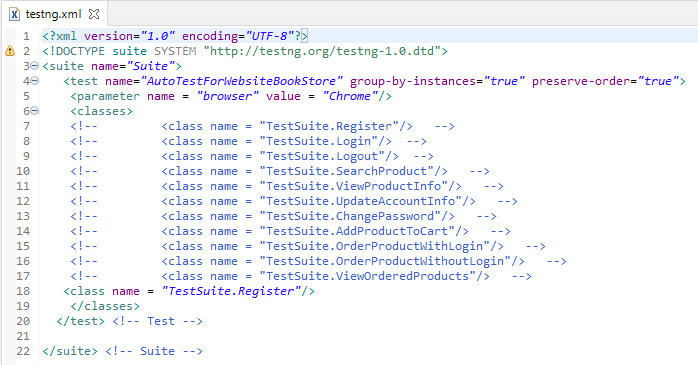 testng.xml
1 <?xml version="1.0" encoding="UTF-8"?>
2 <!DOCTYPE suite SYSTEM "http://testng.org/testng-1.0.dtd">
3 <suite name="Suite">
4 <test name="AutoTestForWebsiteBookStore" group-by-instances="true" preserve-order="true">
5 <parameter name = "browser" value = "Chrome"/>
6 <classes>
7 <!-- <class name = "TestSuite.Register"/> -->
8 <!-- <class name = "TestSuite.Login"/> -->
9 <!-- <class name = "TestSuite.Logout"/> -->
10 <!-- <class name = "TestSuite.SearchProduct"/> -->
11 <!-- <class name = "TestSuite.ViewProductInfo"/> -->
12 <!-- <class name = "TestSuite.UpdateAccountInfo"/> -->
13 <!-- <class name = "TestSuite.ChangePassword"/> -->
14 <!-- <class name = "TestSuite.AddProductToCart"/> -->
15 <!-- <class name = "TestSuite.OrderProductWithLogin"/> -->
16 <!-- <class name = "TestSuite.OrderProductWithoutLogin"/> -->
17 <!-- <class name = "TestSuite.ViewOrderedProducts"/> -->
18 <class name = "TestSuite.Register"/>
19 </classes>
20 </test> <!-- Test -->
21
22 </suite> <!-- Suite -->